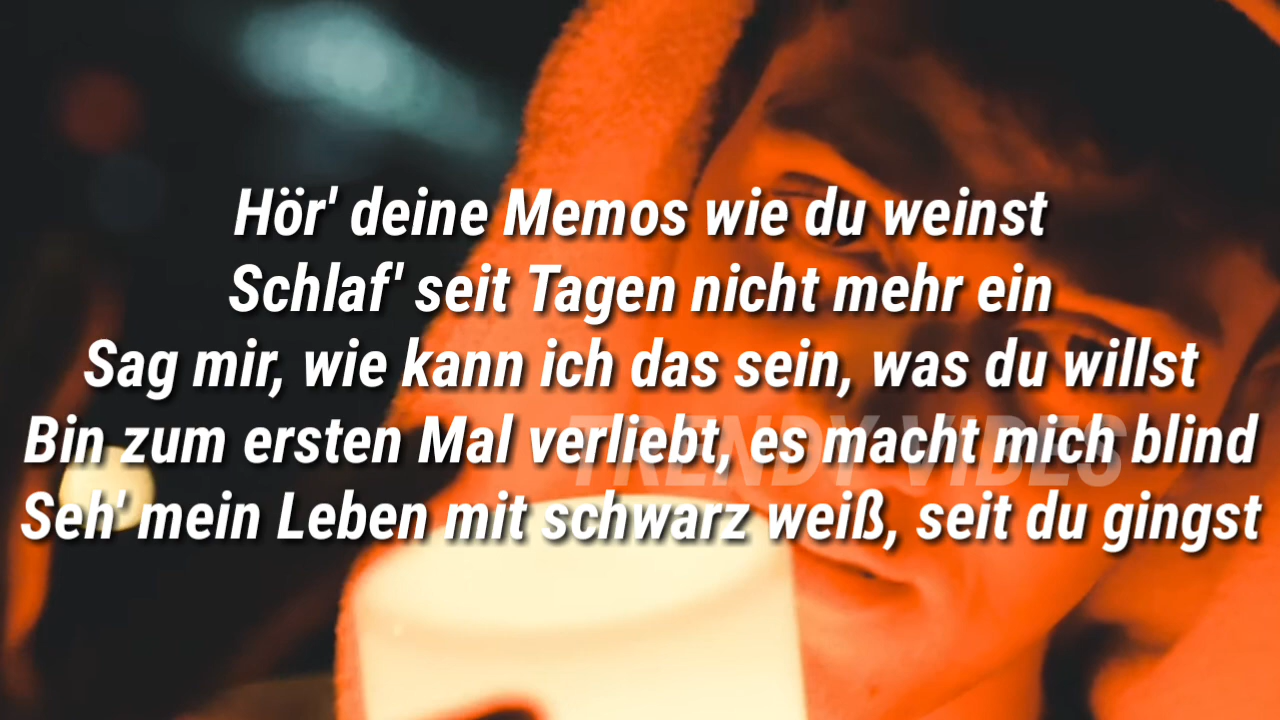 Hör' deine Memos wie du weinst
Schlaf' seit Tagen nicht mehr ein
Sag mir, wie kann ich das sein, was du willst
Bin zum ersten Mal verliebt, es macht mich blind
TRENDY VIBES
Seh' mein Leben mit schwarz weiß, seit du gingst